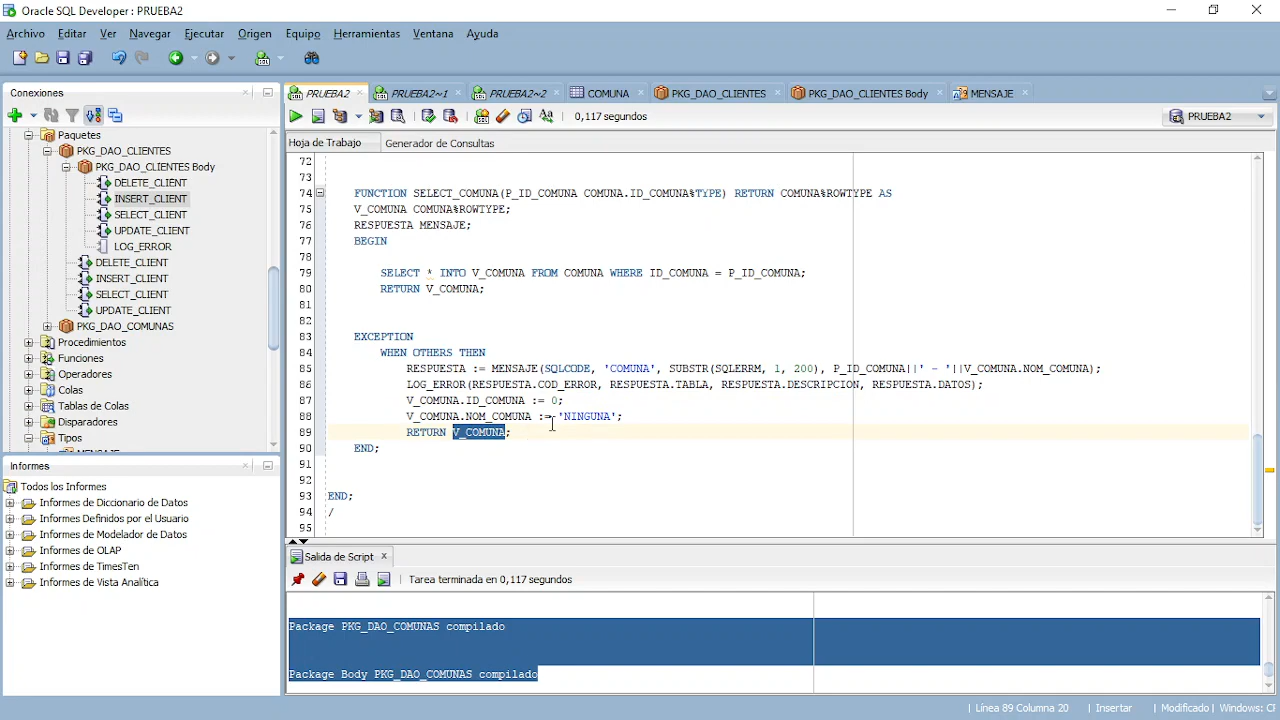 Oracle SQL Developer : PRUEBA2
Archivo Editar Ver Navegar Ejecutar Origen Equipo Herramientas Ventana Ayuda
Conexiones
Paquetes
PKG_DAO_CLIENTES
PKG_DAO_CLIENTES Body
DELETE_CLIENT
INSERT_CLIENT
SELECT_CLIENT
UPDATE_CLIENT
LOG_ERROR
DELETE_CLIENT
INSERT_CLIENT
SELECT_CLIENT
UPDATE_CLIENT
PKG_DAO_COMUNAS
Procedimientos
Funciones
Operadores
Colas
Tablas de Colas
Disparadores
Tipos
Informes
Todos los Informes
Informes de Diccionario de Datos
Informes Definidos por el Usuario
Informes de Modelador de Datos
Informes de OLAP
Informes de TimesTen
Informes de Vista Analítica
PRUEBA2 PRUEBA2~1 PRUEBA2~2 COMUNA PKG_DAO_CLIENTES PKG_DAO_CLIENTES Body MENSAJE
0,117 segundos PRUEBA2
Hoja de Trabajo Generador de Consultas
72
73
74 FUNCTION SELECT_COMUNA(P_ID_COMUNA COMUNA.ID_COMUNA%TYPE) RETURN COMUNA%ROWTYPE AS
75 V_COMUNA COMUNA%ROWTYPE;
76 RESPUESTA MENSAJE;
77 BEGIN
78
79 SELECT * INTO V_COMUNA FROM COMUNA WHERE ID_COMUNA = P_ID_COMUNA;
80 RETURN V_COMUNA;
81
82
83 EXCEPTION
84 WHEN OTHERS THEN
85 RESPUESTA := MENSAJE(SQLCODE, 'COMUNA', SUBSTR(SQLERRM, 1, 200), P_ID_COMUNA||' - '||V_COMUNA.NOM_COMUNA);
86 LOG_ERROR(RESPUESTA.COD_ERROR, RESPUESTA.TABLA, RESPUESTA.DESCRIPCION, RESPUESTA.DATOS);
87 V_COMUNA.ID_COMUNA := 0;
88 V_COMUNA.NOM_COMUNA := 'NINGUNA';
89 RETURN V_COMUNA;
90 END;
91
92
93 END;
94 /
95
Salida de Script
Tarea terminada en 0,117 segundos
Package PKG_DAO_COMUNAS compilado
Package Body PKG_DAO_COMUNAS compilado
Línea 89 Columna 20 Insertar Modificado Windows: CF